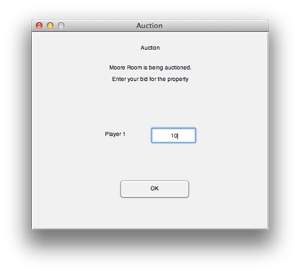 Auction
Auction
Moore Room is being auctioned.
Enter your bid for the property
Player 1
10
OK